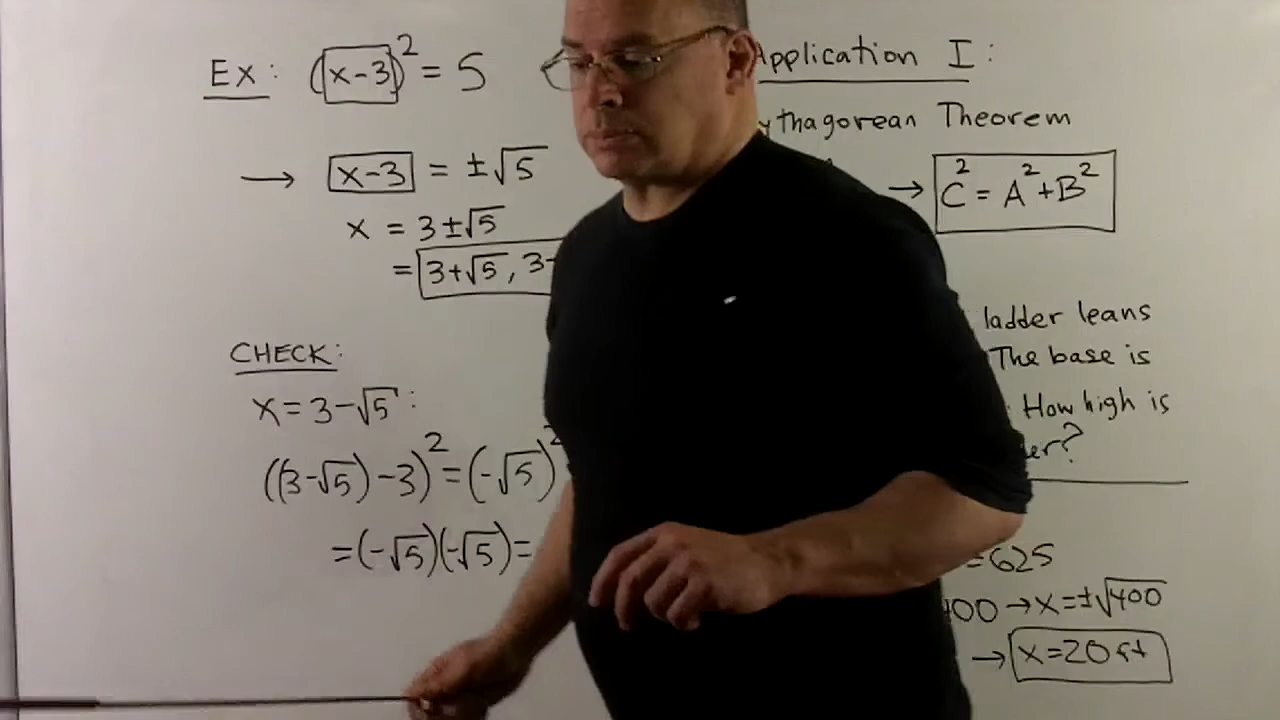 Ex: (x-3)² = 5
→ x-3 = ±√5
x = 3±√5
= 3+√5, 3-
CHECK:
x = 3-√5:
((3-√5)-3)² = (-√5)²
= (-√5)(-√5) =
Application I:
Pythagorean Theorem
→ C² = A² + B²
ladder leans
The base is
How high is
=625
400 → x = ±√400
→ x = 20 ft